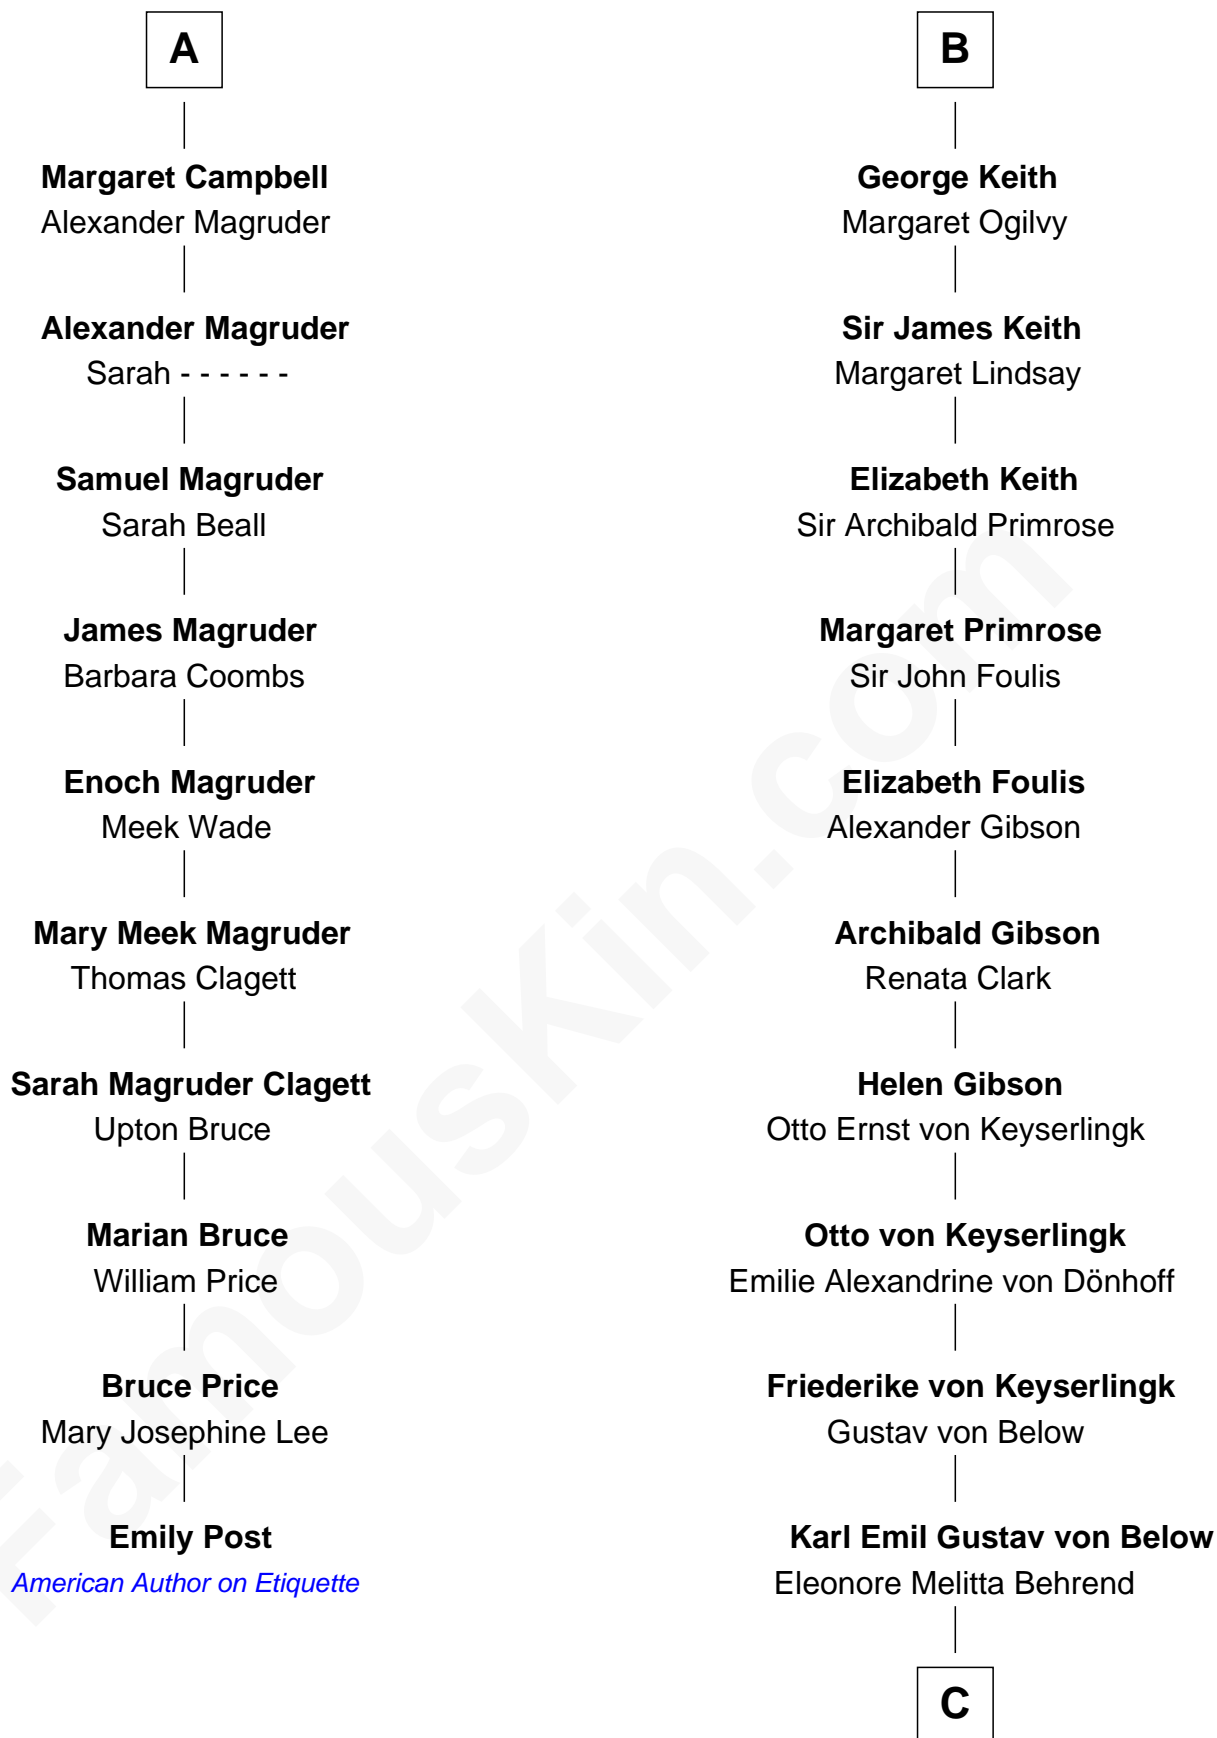 A
Margaret Campbell
Alexander Magruder
Alexander Magruder
Sarah - - - - - -
Samuel Magruder
Sarah Beall
James Magruder
Barbara Coombs
Enoch Magruder
Meek Wade
Mary Meek Magruder
Thomas Clagett
Sarah Magruder Clagett
Upton Bruce
Marian Bruce
William Price
Bruce Price
Mary Josephine Lee
Emily Post
American Author on Etiquette
B
George Keith
Margaret Ogilvy
Sir James Keith
Margaret Lindsay
Elizabeth Keith
Sir Archibald Primrose
Margaret Primrose
Sir John Foulis
Elizabeth Foulis
Alexander Gibson
Archibald Gibson
Renata Clark
Helen Gibson
Otto Ernst von Keyserlingk
Otto von Keyserlingk
Emilie Alexandrine von Dönhoff
Friederike von Keyserlingk
Gustav von Below
Karl Emil Gustav von Below
Eleonore Melitta Behrend
C
FamousKin.com